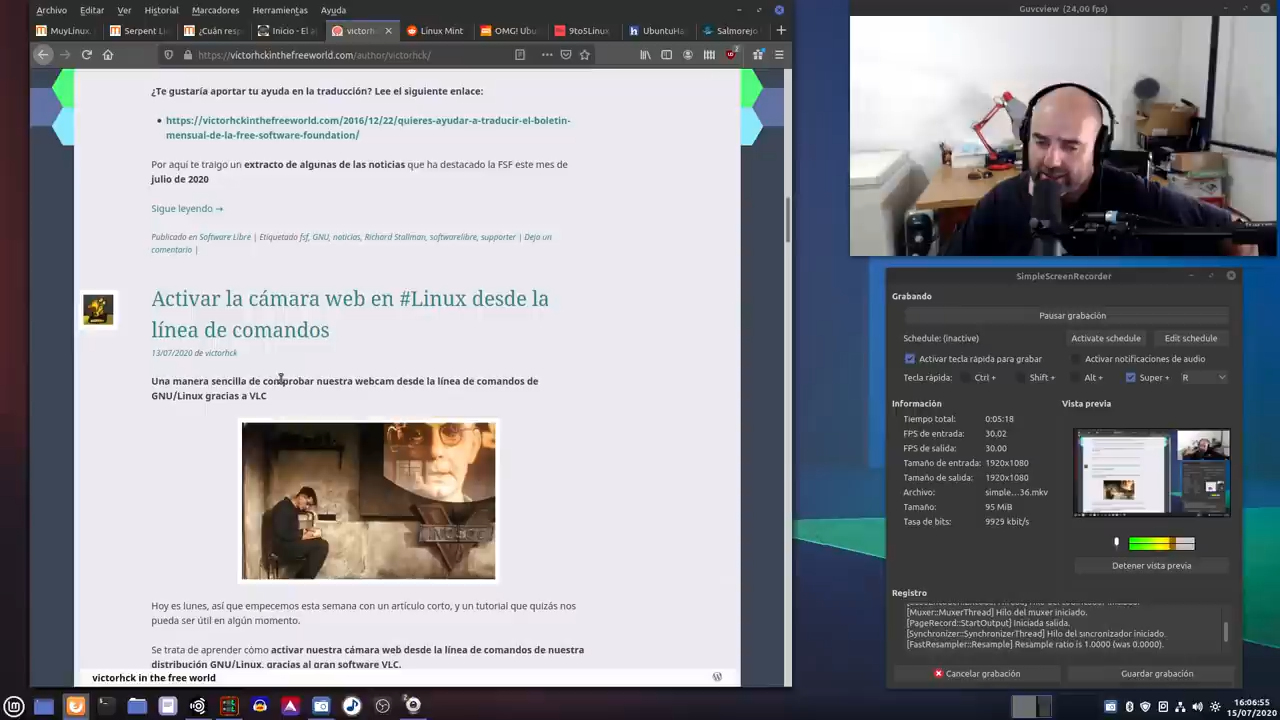 Archivo Editar Ver Historial Marcadores Herramientas Ayuda
MuyLinux Serpent Li ¿Cuán resp Inicio - El victorhck Linux Mint OMG! Ubu 9to5Linux UbuntuHa Salmorejo
https://victorhckinthefreeworld.com/author/victorhck/
¿Te gustaría aportar tu ayuda en la traducción? Lee el siguiente enlace:
https://victorhckinthefreeworld.com/2016/12/22/quieres-ayudar-a-traducir-el-boletin-
mensual-de-la-free-software-foundation/
Por aquí te traigo un extracto de algunas de las noticias que ha destacado la FSF este mes de
julio de 2020
Sigue leyendo →
Publicado en Software Libre | Etiquetado fsf, GNU, noticias, Richard Stallman, softwarelibre, supporter | Deja un
comentario |
Activar la cámara web en #Linux desde la
línea de comandos
13/07/2020 de victorhck
Una manera sencilla de comprobar nuestra webcam desde la línea de comandos de
GNU/Linux gracias a VLC
Hoy es lunes, así que empecemos esta semana con un artículo corto, y un tutorial que quizás nos
pueda ser útil en algún momento.
Se trata de aprender cómo activar nuestra cámara web desde la línea de comandos de nuestra
distribución GNU/Linux, gracias al gran software VLC.
victorhck in the free world
Guvcview (24,00 fps)
SimpleScreenRecorder
Grabando
Pausar grabación
Schedule: (inactive) Activate schedule Edit schedule
Activar tecla rápida para grabar Activar notificaciones de audio
Tecla rápida: Ctrl + Shift + Alt + Super + R
Información Vista previa
Tiempo total: 0:05:18
FPS de entrada: 30.02
FPS de salida: 30.00
Tamaño de entrada: 1920x1080
Tamaño de salida: 1920x1080
Archivo: simple...36.mkv
Tamaño: 95 MiB
Tasa de bits: 9929 kbit/s
Detener vista previa
Registro
[Muxer::MuxerThread] Hilo del muxer iniciado.
[PageRecord::StartOutput] Iniciada salida.
[Synchronizer::SynchronizerThread] Hilo del sincronizador iniciado.
[FastResampler::Resample] Resample ratio is 1.0000 (was 0.0000).
Cancelar grabación Guardar grabación
16:06:55
15/07/2020